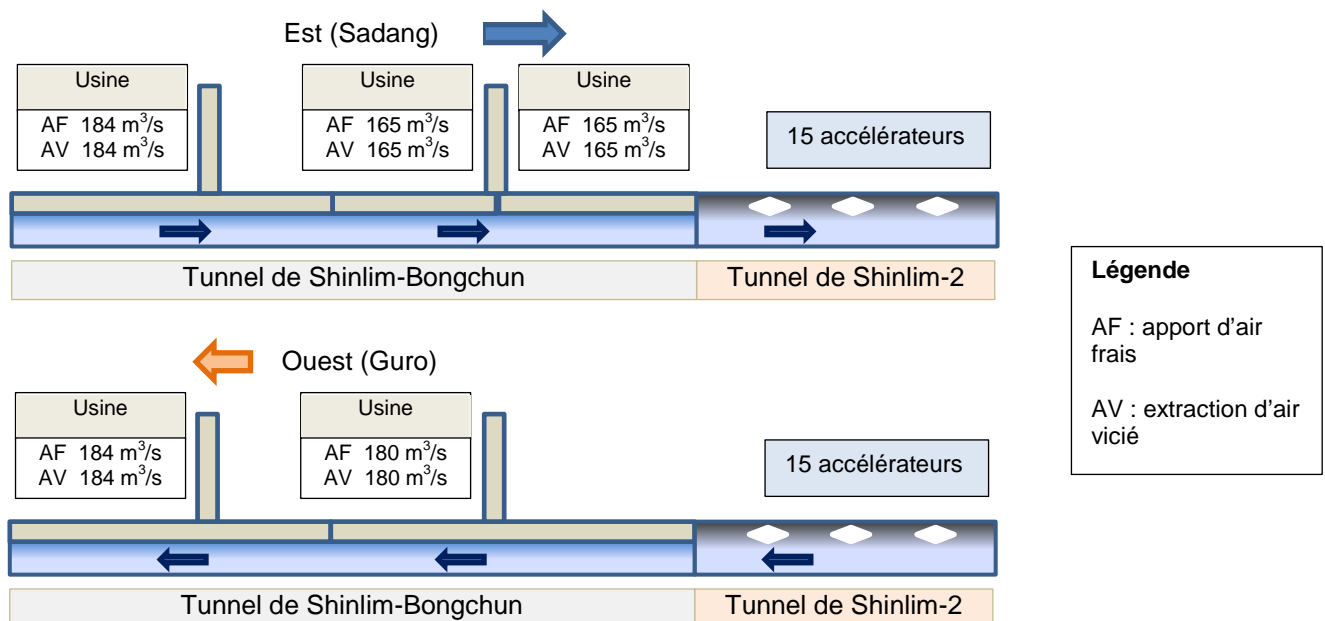 Est (Sadang)
Usine
AF 184 m³/s
AV 184 m³/s
Usine
AF 165 m³/s
AV 165 m³/s
Usine
AF 165 m³/s
AV 165 m³/s
15 accélérateurs
Tunnel de Shinlim-Bongchun
Tunnel de Shinlim-2
Ouest (Guro)
Usine
AF 184 m³/s
AV 184 m³/s
Usine
AF 180 m³/s
AV 180 m³/s
15 accélérateurs
Tunnel de Shinlim-Bongchun
Tunnel de Shinlim-2
Légende
AF : apport d'air
frais
AV : extraction d'air
vicié